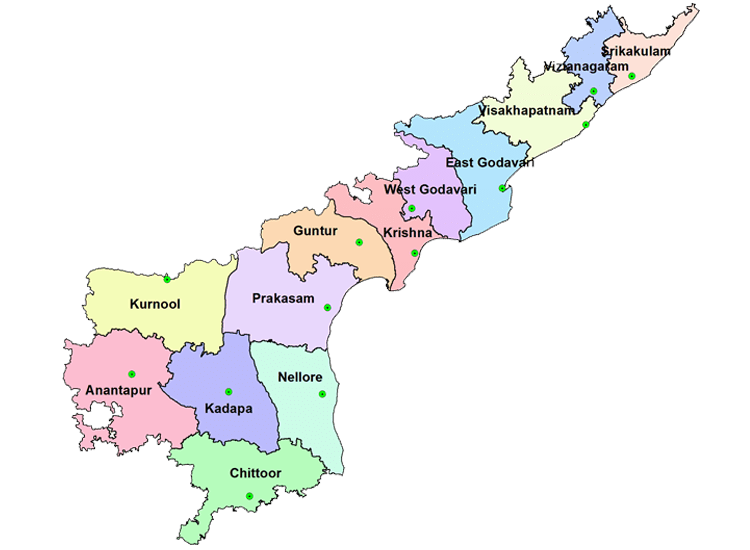 Srikakulam
Vizianagaram
Visakhapatnam
East Godavari
West Godavari
Krishna
Guntur
Prakasam
Kurnool
Nellore
Anantapur
Kadapa
Chittoor